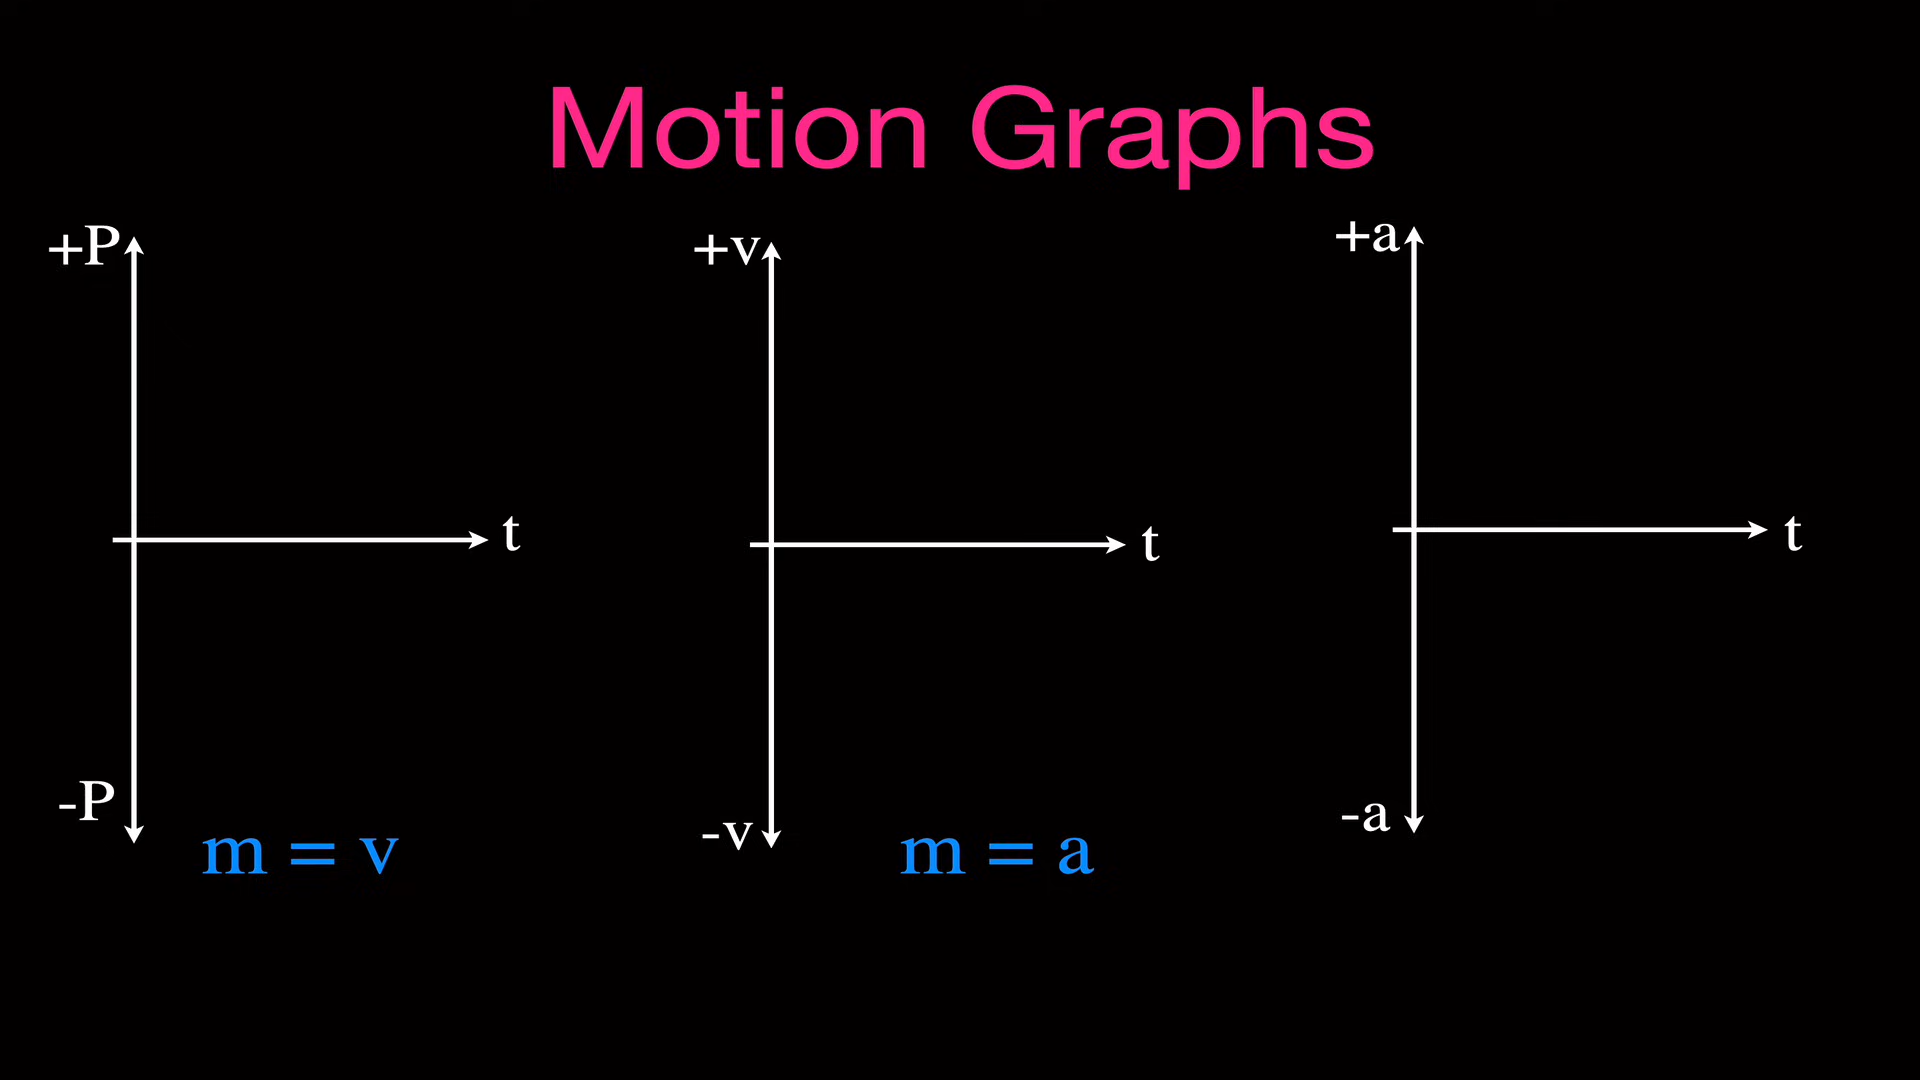 Motion Graphs
+P
t
-P
m = v
+v
t
-v
m = a
+a
t
-a